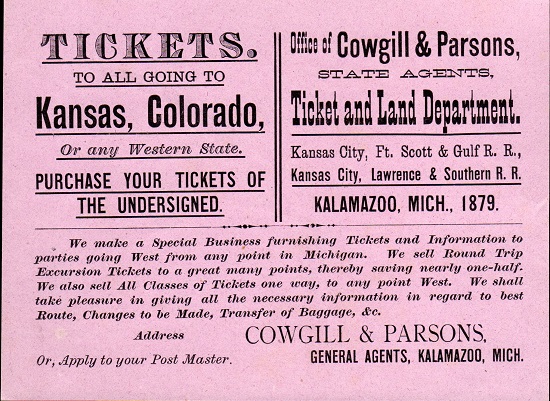 TICKETS.
TO ALL GOING TO
Kansas, Colorado,
Or any Western State.
PURCHASE YOUR TICKETS OF
THE UNDERSIGNED.
Office of Cowgill & Parsons,
STATE AGENTS,
Ticket and Land Department.
Kansas City, Ft. Scott & Gulf R. R.,
Kansas City, Lawrence & Southern R. R.
KALAMAZOO, MICH., 1879.
We make a Special Business furnishing Tickets and Information to
parties going West from any point in Michigan. We sell Round Trip
Excursion Tickets to a great many points, thereby saving nearly one-half.
We also sell All Classes of Tickets one way, to any point West. We shall
take pleasure in giving all the necessary information in regard to best
Route, Changes to be Made, Transfer of Baggage, &c.
Address COWGILL & PARSONS,
Or, Apply to your Post Master. GENERAL AGENTS, KALAMAZOO, MICH.